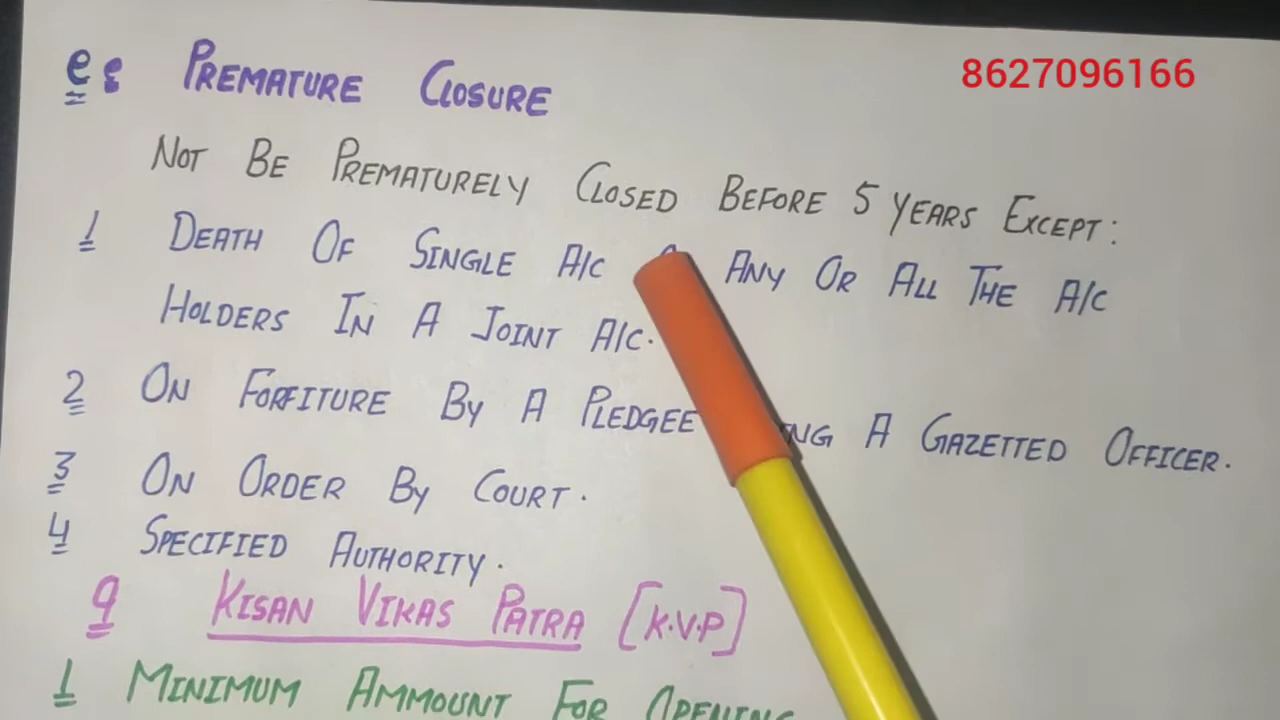 8627096166
e: PREMATURE CLOSURE
NOT BE PREMATURELY CLOSED BEFORE 5 YEARS EXCEPT:
1 DEATH OF SINGLE A/C ANY OR ALL THE A/C
HOLDERS IN A JOINT A/C.
2 ON FORFITURE BY A PLEDGEE A GAZETTED OFFICER.
3 ON ORDER BY COURT.
4 SPECIFIED AUTHORITY.
9 KISAN VIKAS PATRA [K.V.P]
1 MINIMUM AMMOUNT FOR OPENING